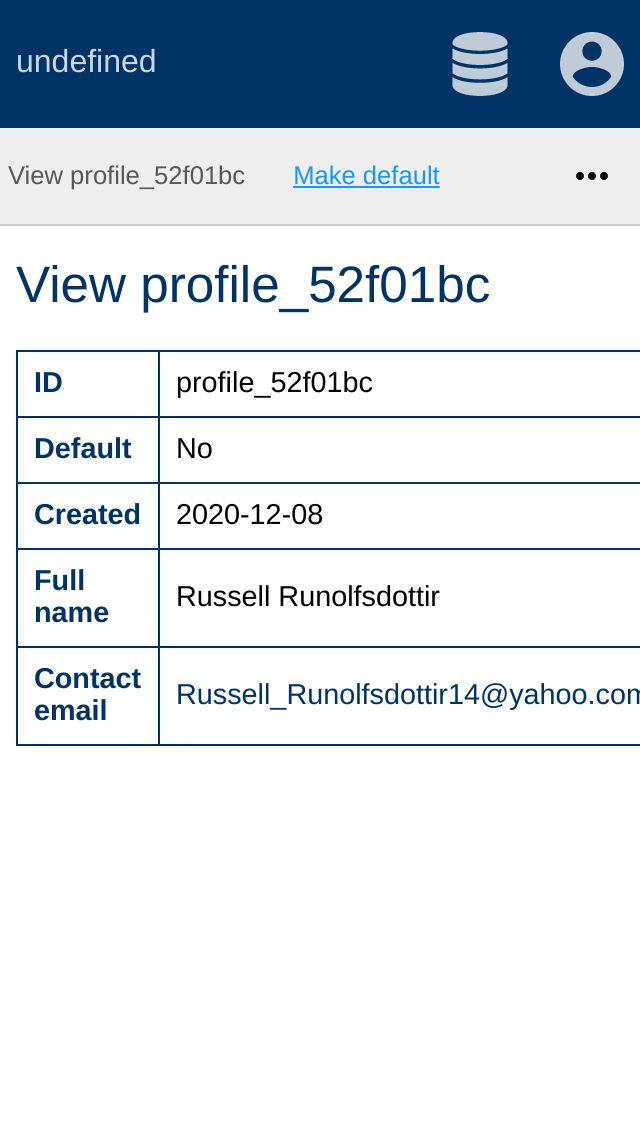 undefined
View profile_52f01bc Make default
View profile_52f01bc
ID profile_52f01bc
Default No
Created 2020-12-08
Full
name
Russell Runolfsdottir
Contact
email
Russell_Runolfsdottir14@yahoo.com